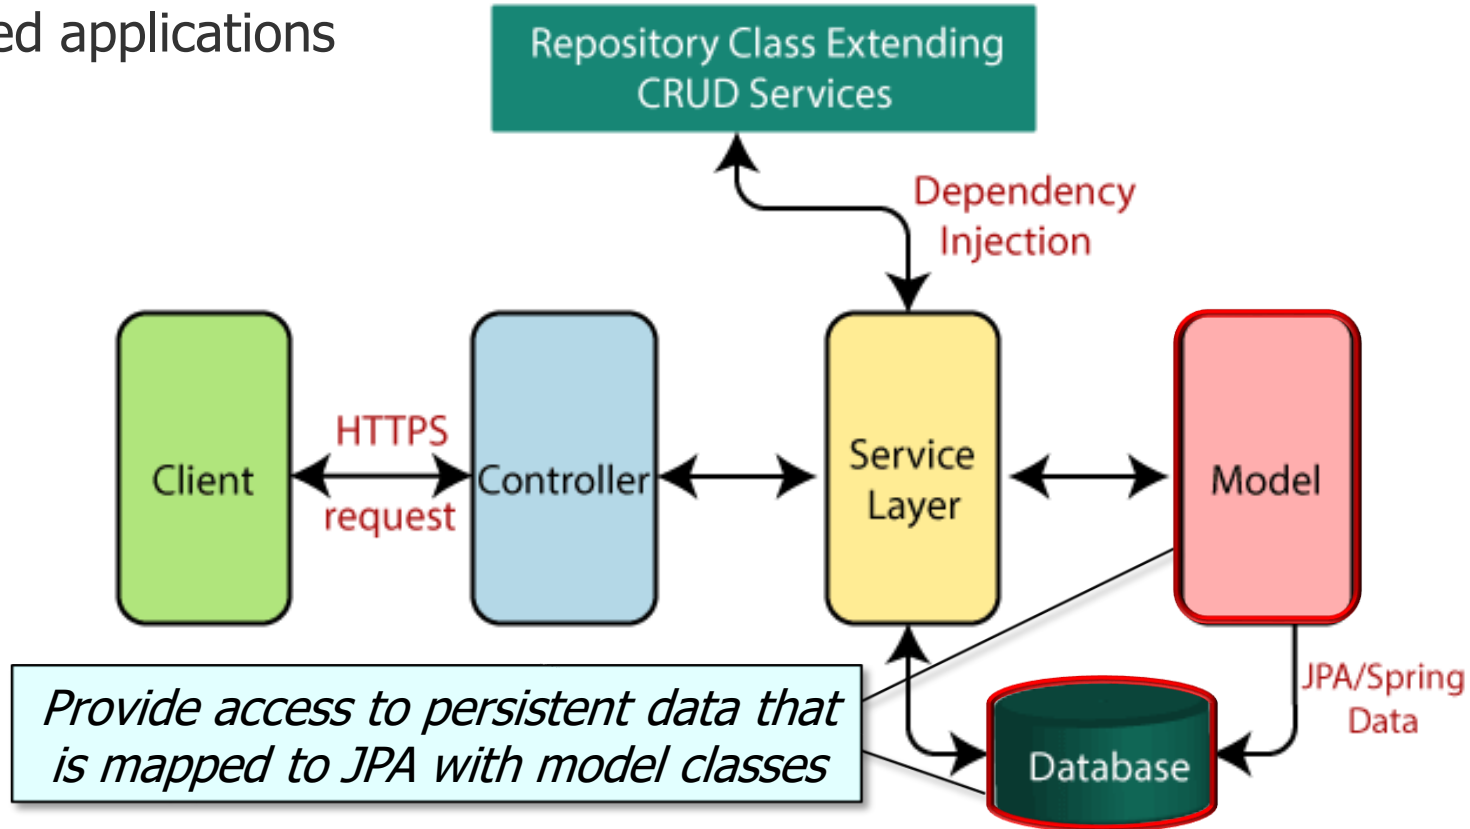 ed applications
Repository Class Extending
CRUD Services
Dependency
Injection
HTTPS
request
Client
Controller
Service
Layer
Model
JPA/Spring
Data
Provide access to persistent data that
is mapped to JPA with model classes
Database